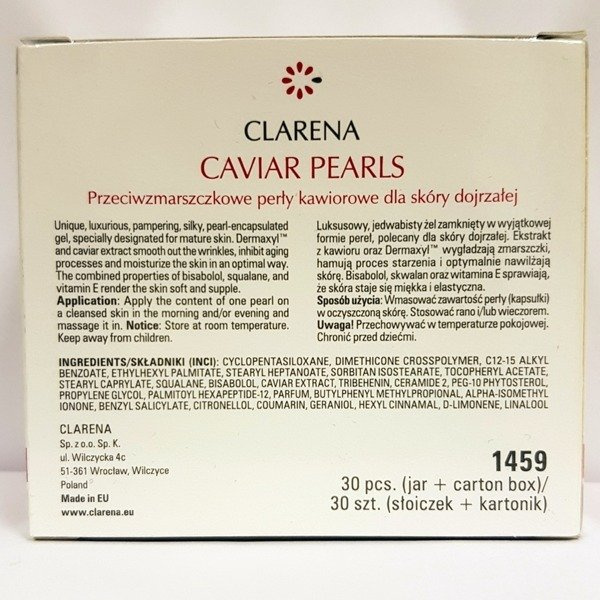 CLARENA
CAVIAR PEARLS
Przeciwzmarszczkowe perły kawiorowe dla skóry dojrzałej
Unique, luxurious, pampering, silky, pearl-encapsulated
gel, specially designated for mature skin. Dermaxyl™
and caviar extract smooth out the wrinkles, inhibit aging
processes and moisturize the skin in an optimal way.
The combined properties of bisabolol, squalane, and
vitamin E render the skin soft and supple.
Application: Apply the content of one pearl on
a cleansed skin in the morning and/or evening and
massage it in. Notice: Store at room temperature.
Keep away from children.
Luksusowy, jedwabisty żel zamknięty w wyjątkowej
formie pereł, polecany dla skóry dojrzałej. Ekstrakt
z kawioru oraz Dermaxyl™ wygładzają zmarszczki,
hamują proces starzenia i optymalnie nawilżają
skórę. Bisabolol, skwalan oraz witamina E sprawiają,
że skóra staje się miękka i elastyczna.
Sposób użycia: Wmasować zawartość perły (kapsułki)
w oczyszczoną skórę. Stosować rano i/lub wieczorem.
Uwaga! Przechowywać w temperaturze pokojowej.
Chronić przed dziećmi.
INGREDIENTS/SKŁADNIKI (INCI): CYCLOPENTASILOXANE, DIMETHICONE CROSSPOLYMER, C12-15 ALKYL
BENZOATE, ETHYLHEXYL PALMITATE, STEARYL HEPTANOATE, SORBITAN ISOSTEARATE, TOCOPHERYL ACETATE,
STEARYL CAPRYLATE, SQUALANE, BISABOLOL, CAVIAR EXTRACT, TRIBEHENIN, CERAMIDE 2, PEG-10 PHYTOSTEROL,
PROPYLENE GLYCOL, PALMITOYL HEXAPEPTIDE-12, PARFUM, BUTYLPHENYL METHYLPROPIONAL, ALPHA-ISOMETHYL
IONONE, BENZYL SALICYLATE, CITRONELLOL, COUMARIN, GERANIOL, HEXYL CINNAMAL, D-LIMONENE, LINALOOL
CLARENA
Sp. z o.o. Sp. K.
ul. Wilczycka 4c
51-361 Wrocław, Wilczyce
Poland
Made in EU
www.clarena.eu
1459
30 pcs. (jar + carton box)/
30 szt. (słoiczek + kartonik)